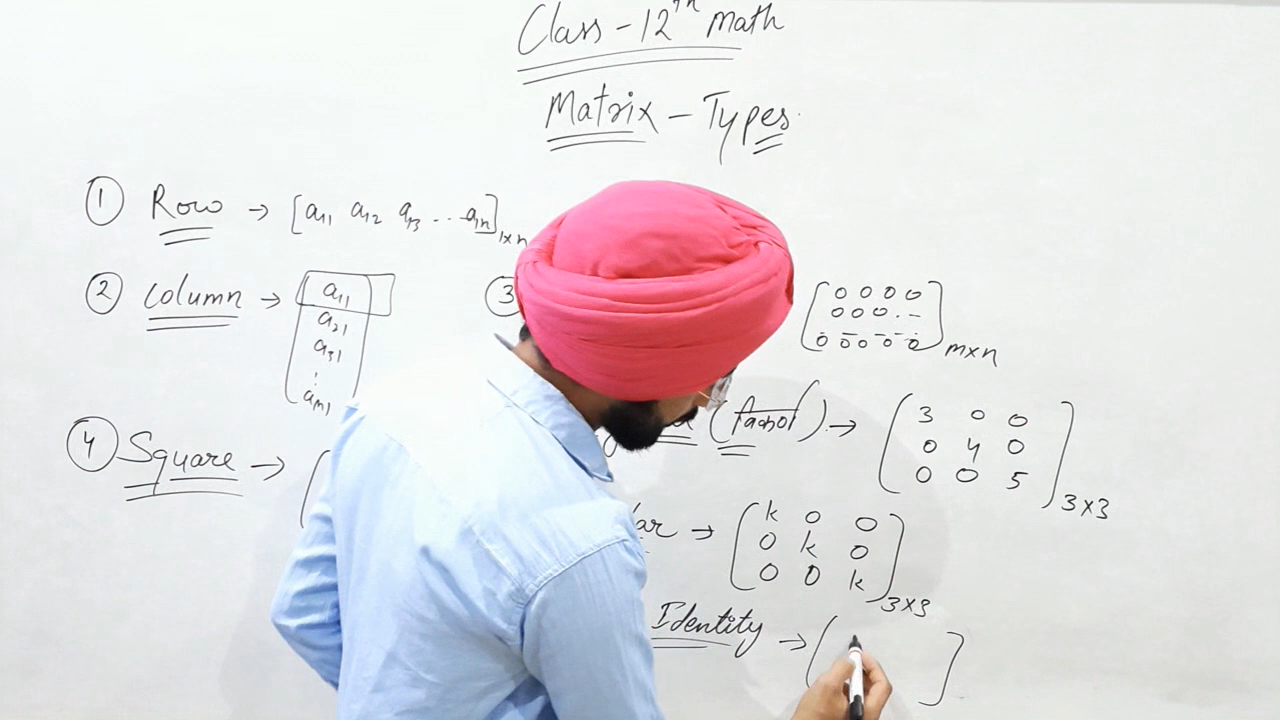 Class - 12th Math
Matrix - Types
① Row → [a11 a12 a13 .. a1n]1×n
② Column → [a11
a21
a31
:
am1]
③
[0 0 0 0
0 0 0 . -
0 0 0 0 0]m×n
④ Square → [
) → [3 0 0
0 4 0
0 0 5]3×3
lar → [k 0 0
0 k 0
0 0 k]3×3
Identity → [ ]